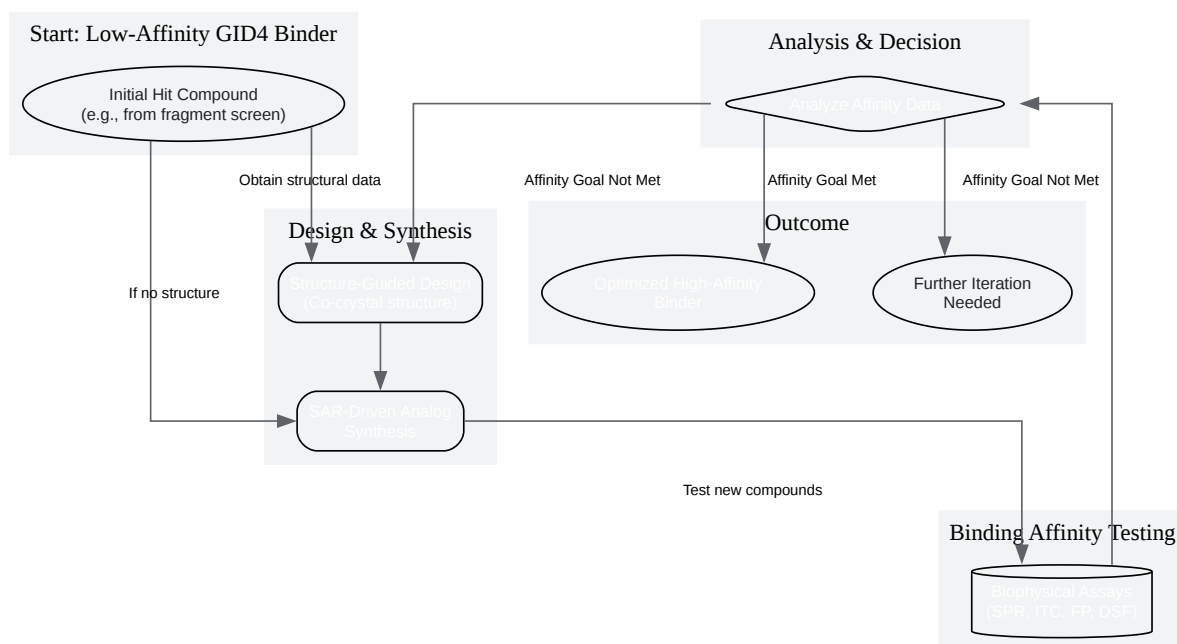 Start: Low-Affinity GID4 Binder
Initial Hit Compound
(e.g., from fragment screen)
Analysis & Decision
Analyze Affinity Data
Obtain structural data
Affinity Goal Not Met
Affinity Goal Met
Affinity Goal Not Met
Design & Synthesis
Outcome
Structure-Guided Design
(Co-crystal structure)
If no structure
Optimized High-Affinity
Binder
Further Iteration
Needed
SAR-Driven Analog
Synthesis
Test new compounds
Binding Affinity Testing
Biophysical Assays
(SPR, ITC, FP, DSF)